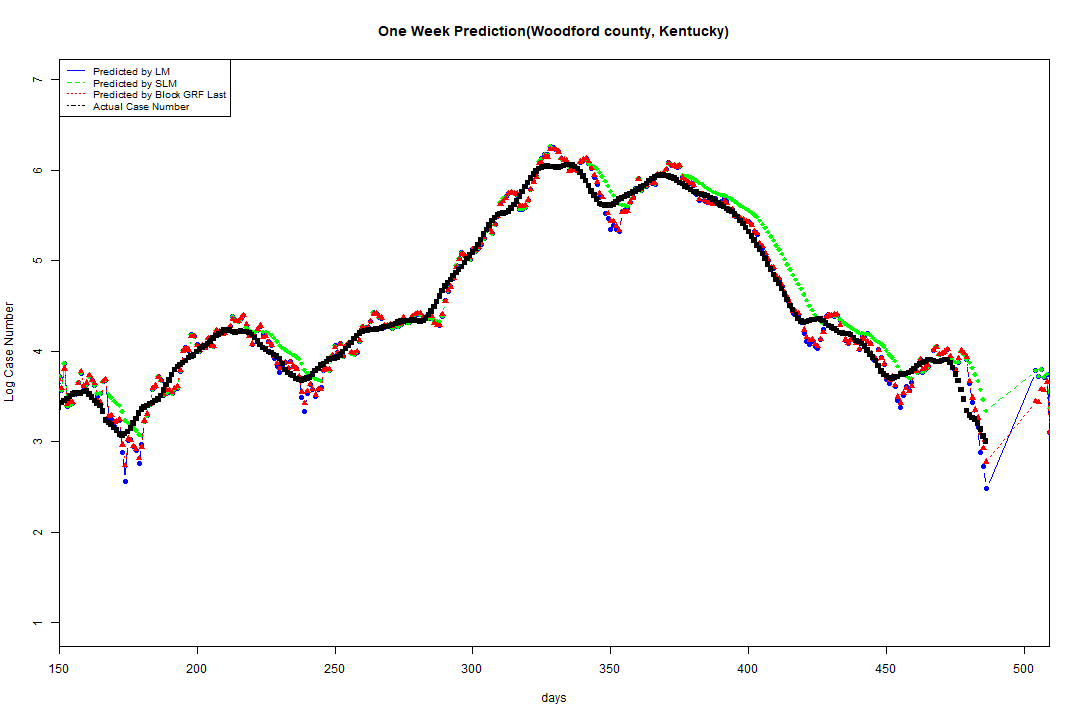 One Week Prediction(Woodford county, Kentucky)
Predicted by LM
Predicted by SLM
Predicted by Block GRF Last
Actual Case Number
Log Case Number
7
6
5
4
3
2
1
150 200 250 300 350 400 450 500
days